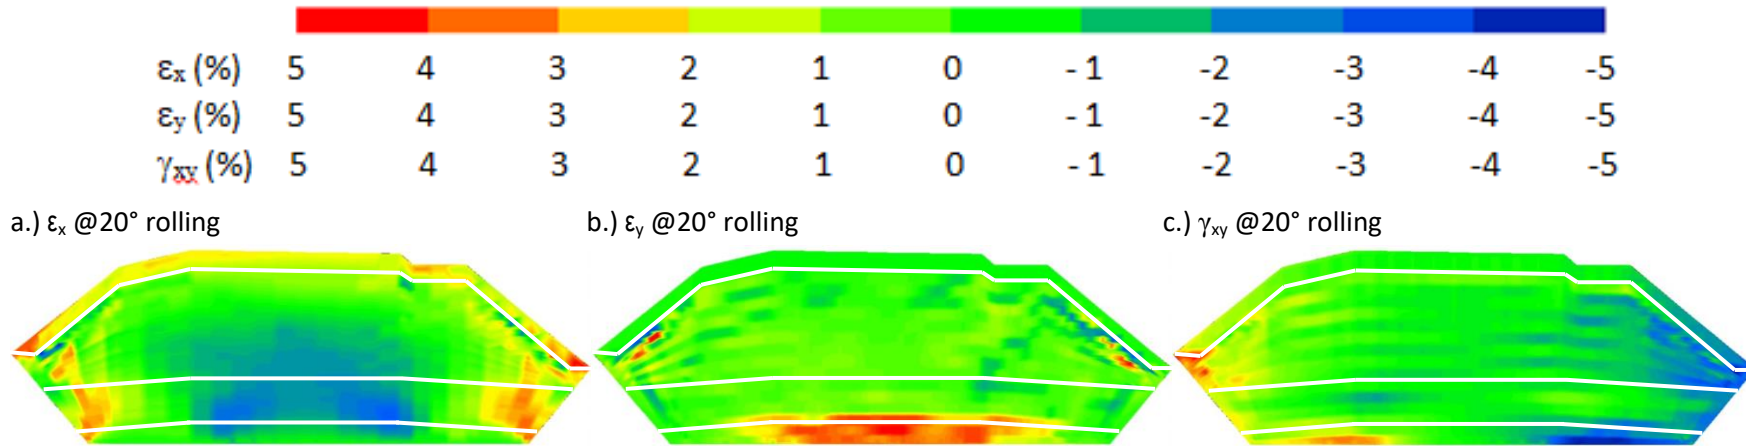 εx (%) 5 4 3 2 1 0 - 1 -2 -3 -4 -5
εy (%) 5 4 3 2 1 0 - 1 -2 -3 -4 -5
γxy (%) 5 4 3 2 1 0 - 1 -2 -3 -4 -5
a.) εx @20° rolling b.) εy @20° rolling c.) γxy @20° rolling